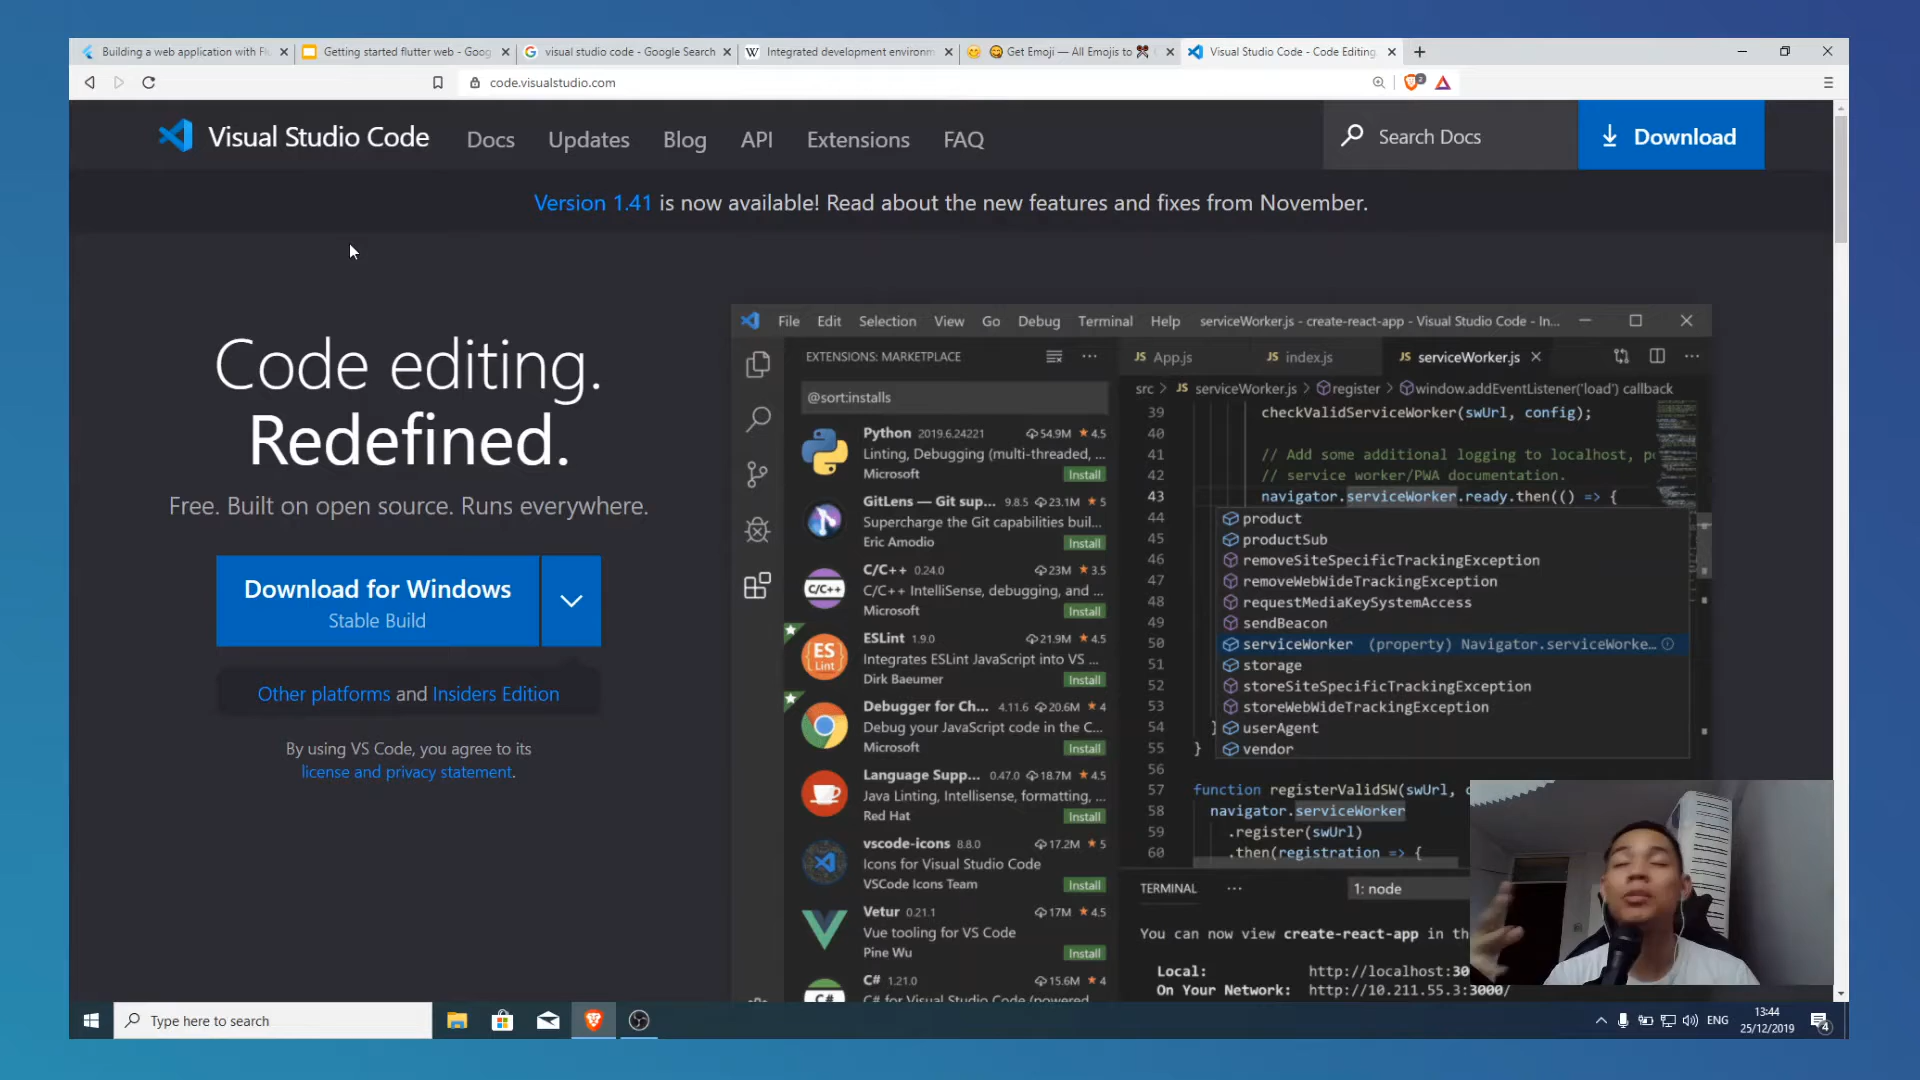 Building a web application with Fl
Getting started flutter web - Goog
visual studio code - Google Search
W Integrated development environm
Get Emoji — All Emojis to
Visual Studio Code - Code Editing.
code.visualstudio.com
2
Visual Studio Code
Docs
Updates
Blog
API
Extensions
FAQ
Search Docs
Download
Version 1.41 is now available! Read about the new features and fixes from November.
Code editing.
Redefined.
Free. Built on open source. Runs everywhere.
Download for Windows
Stable Build
Other platforms and Insiders Edition
By using VS Code, you agree to its
license and privacy statement.
File Edit Selection View Go Debug Terminal Help serviceWorker.js - create-react-app - Visual Studio Code - In...
EXTENSIONS: MARKETPLACE
@sort:installs
Python 2019.6.24221 54.9M 4.5
Linting, Debugging (multi-threaded, ...
Microsoft Install
GitLens — Git sup... 9.8.5 23.1M 5
Supercharge the Git capabilities buil...
Eric Amodio Install
C/C++ C/C++ 0.24.0 23M 3.5
C/C++ IntelliSense, debugging, and ...
Microsoft Install
ES Lint ESLint 1.9.0 21.9M 4.5
Integrates ESLint JavaScript into VS ...
Dirk Baeumer Install
Debugger for Ch... 4.11.6 20.6M 4
Debug your JavaScript code in the C...
Microsoft Install
Language Supp... 0.47.0 18.7M 4.5
Java Linting, Intellisense, formatting, ...
Red Hat Install
vscode-icons 8.8.0 17.2M 5
Icons for Visual Studio Code
VSCode Icons Team Install
Vetur 0.21.1 17M 4.5
Vue tooling for VS Code
Pine Wu Install
C# C# 1.21.0 15.6M 4
C# for Visual Studio Code (powered
JS App.js JS index.js JS serviceWorker.js
src > JS serviceWorker.js > register > window.addEventListener('load') callback
39 checkValidServiceWorker(swUrl, config);
40
41 // Add some additional logging to localhost, p
42 // service worker/PWA documentation.
43 navigator.serviceWorker.ready.then(() => {
44 product
45 productSub
46 removeSiteSpecificTrackingException
47 removeWebWideTrackingException
48 requestMediaKeySystemAccess
49 sendBeacon
50 serviceWorker (property) Navigator.serviceWorke...
51 storage
52 storeSiteSpecificTrackingException
53 storeWebWideTrackingException
54 } userAgent
55 } vendor
56
57 function registerValidSW(swUrl, c
58 navigator.serviceWorker
59 .register(swUrl)
60 .then(registration => {
TERMINAL ... 1: node
You can now view create-react-app in th
Local: http://localhost:30
On Your Network: http://10.211.55.3:3000/
Type here to search
ENG
13:44
25/12/2019
4